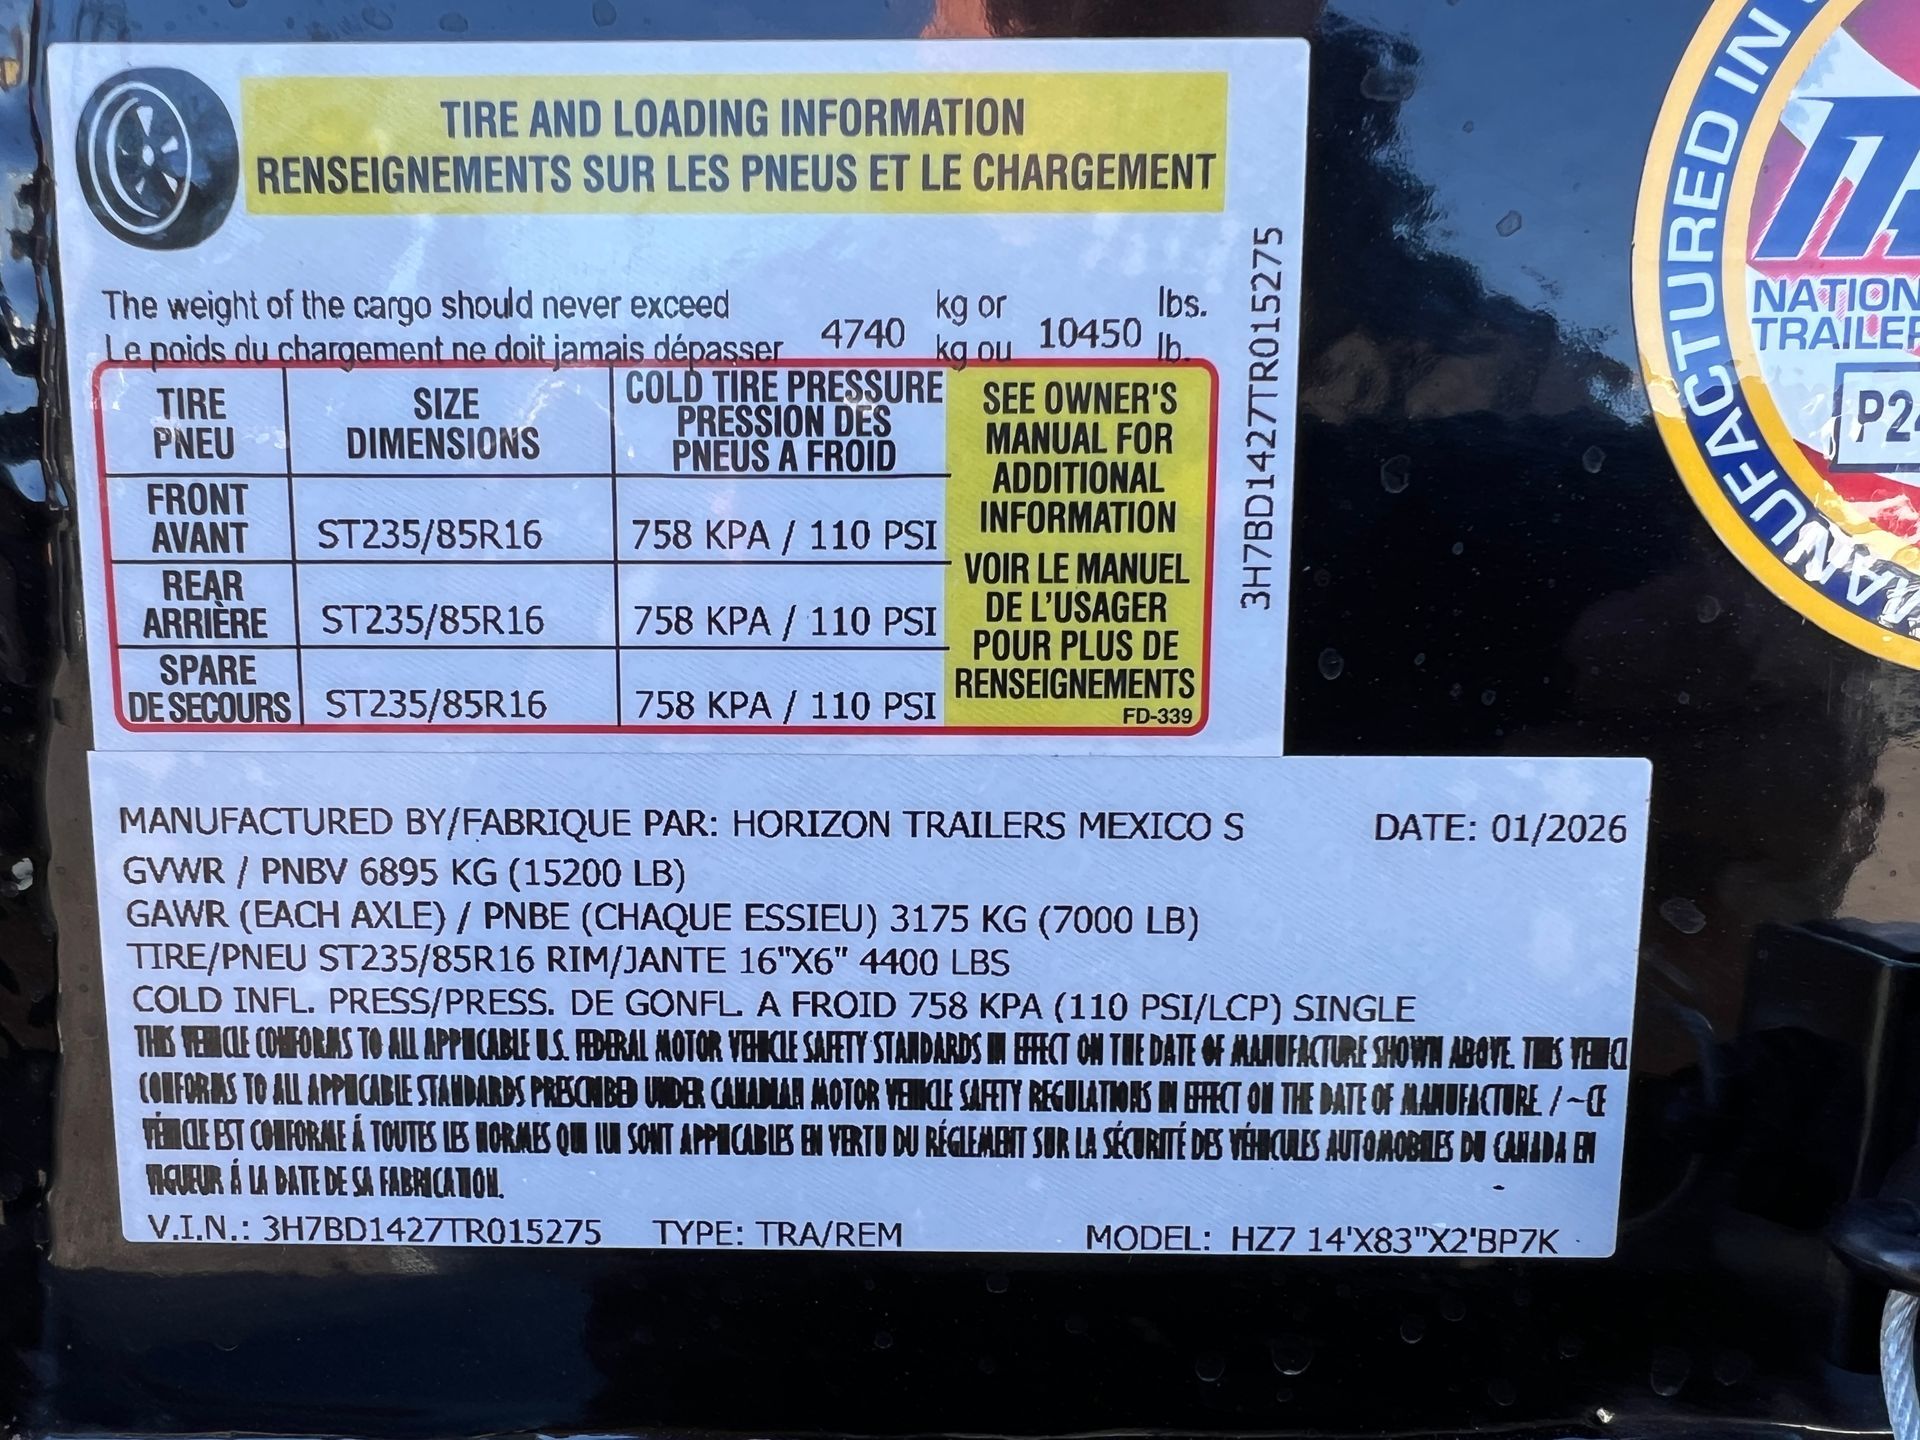 TIRE AND LOADING INFORMATION
RENSEIGNEMENTS SUR LES PNEUS ET LE CHARGEMENT
The weight of the cargo should never exceed kg or lbs.
Le poids du chargement ne doit jamais dépasser 4740 kg ou 10450 lb.
TIRE
PNEU
SIZE
DIMENSIONS
COLD TIRE PRESSURE
PRESSION DES
PNEUS A FROID
FRONT
AVANT
ST235/85R16
758 KPA / 110 PSI
REAR
ARRIÈRE
ST235/85R16
758 KPA / 110 PSI
SPARE
DE SECOURS
ST235/85R16
758 KPA / 110 PSI
SEE OWNER'S
MANUAL FOR
ADDITIONAL
INFORMATION
VOIR LE MANUEL
DE L'USAGER
POUR PLUS DE
RENSEIGNEMENTS
FD-339
3H7BD1427TR015275
MANUFACTURED BY/FABRIQUE PAR: HORIZON TRAILERS MEXICO S DATE: 01/2026
GVWR / PNBV 6895 KG (15200 LB)
GAWR (EACH AXLE) / PNBE (CHAQUE ESSIEU) 3175 KG (7000 LB)
TIRE/PNEU ST235/85R16 RIM/JANTE 16"X6" 4400 LBS
COLD INFL. PRESS/PRESS. DE GONFL. A FROID 758 KPA (110 PSI/LCP) SINGLE
THIS VEHICLE CONFORMS TO ALL APPLICABLE U.S. FEDERAL MOTOR VEHICLE SAFETY STANDARDS IN EFFECT ON THE DATE OF MANUFACTURE SHOWN ABOVE. THIS VEHICL
CONFORMS TO ALL APPLICABLE STANDARDS PRESCRIBED UNDER CANADIAN MOTOR VEHICLE SAFETY REGULATIONS IN EFFECT ON THE DATE OF MANUFACTURE. / ~CE
VÉHICLE EST CONFORME Á TOUTES LES NORMES QUI LUI SONT APPLICABLES EN VERTU DU RÉGLEMENT SUR LA SÉCURITÉ DES VÉHICULES AUTOMOBILES DU CANADA EN
VIGUEUR Á LA DATE DE SA FABRICATION.
V.I.N.: 3H7BD1427TR015275 TYPE: TRA/REM MODEL: HZ7 14'X83"X2'BP7K
MANUFACTURED IN
NATION
TRAILER
P24